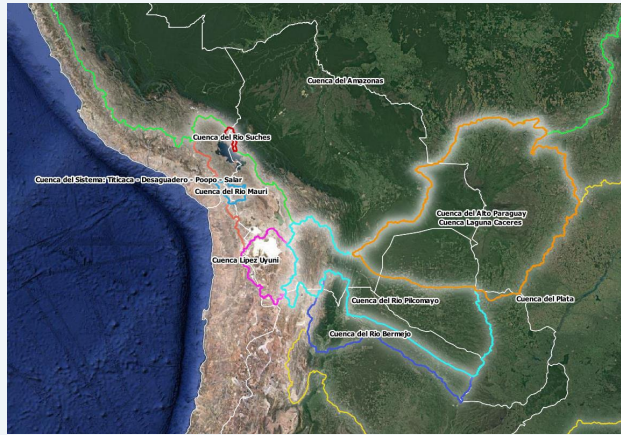 Cuenca del Amazonas
Cuenca del Rio Suches
Cuenca del Sistema: Titicaca - Desaguadero - Poopo - Salar
Cuenca del Rio Mauri
Cuenca del Alto Paraguay
Cuenca Laguna Caceres
Cuenca Lipez Uyuni
Cuenca del Rio Pilcomayo
Cuenca del Plata
Cuenca del Rio Bermejo